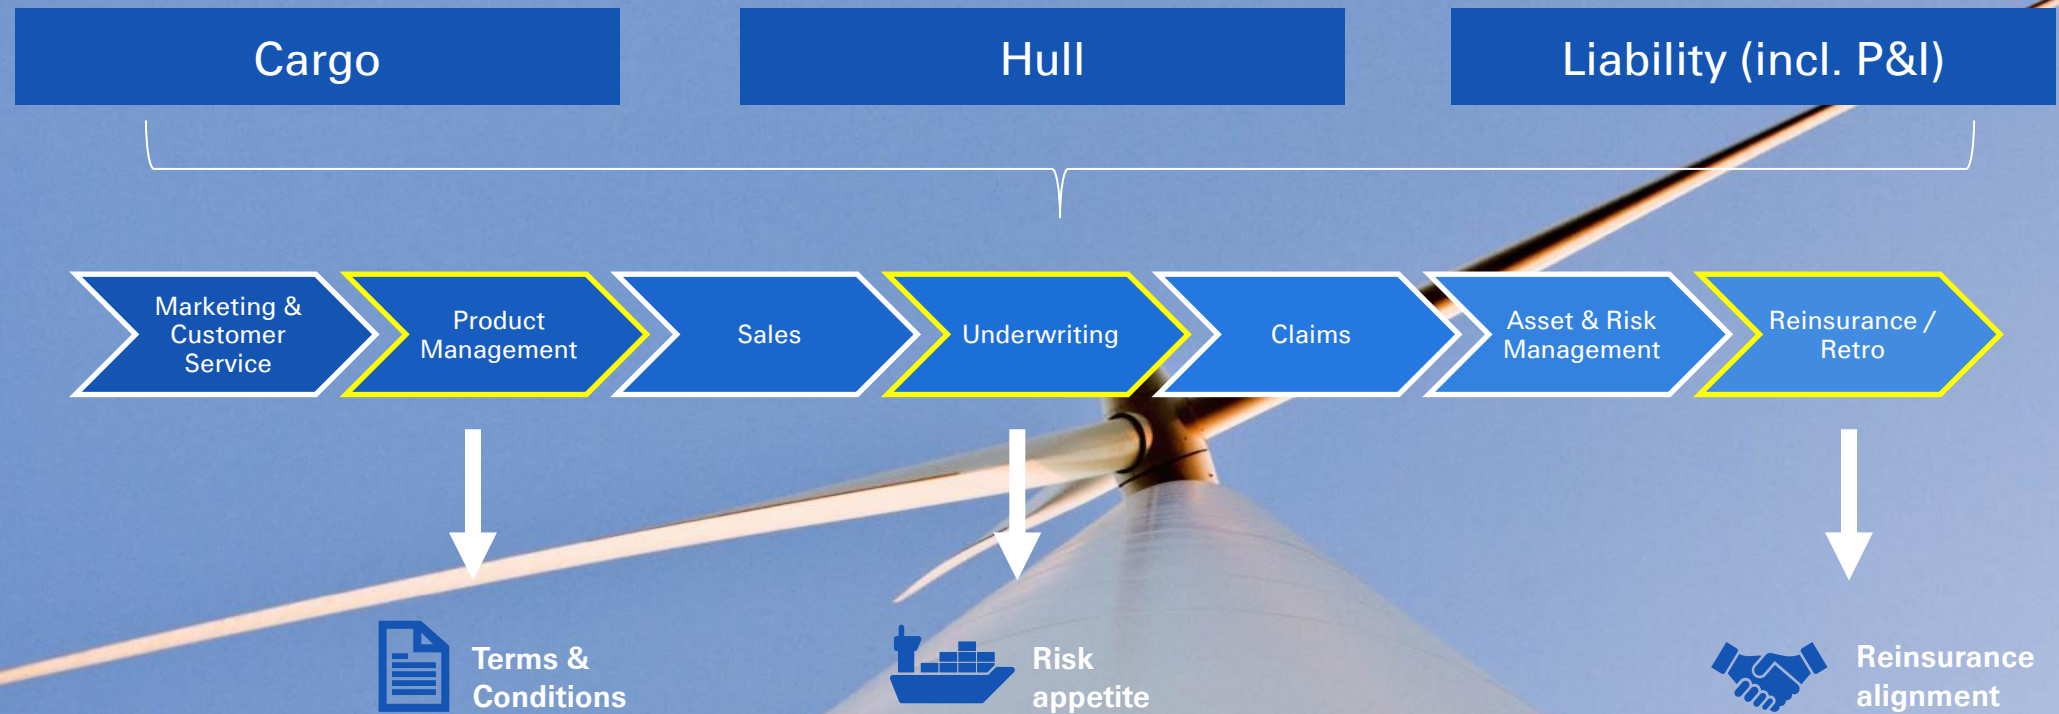 Cargo
Hull
Liability (incl. P&I)
Marketing &
Customer
Service
Product
Management
Sales
Underwriting
Claims
Asset & Risk
Management
Reinsurance /
Retro
Terms &
Conditions
Risk
appetite
Reinsurance
alignment